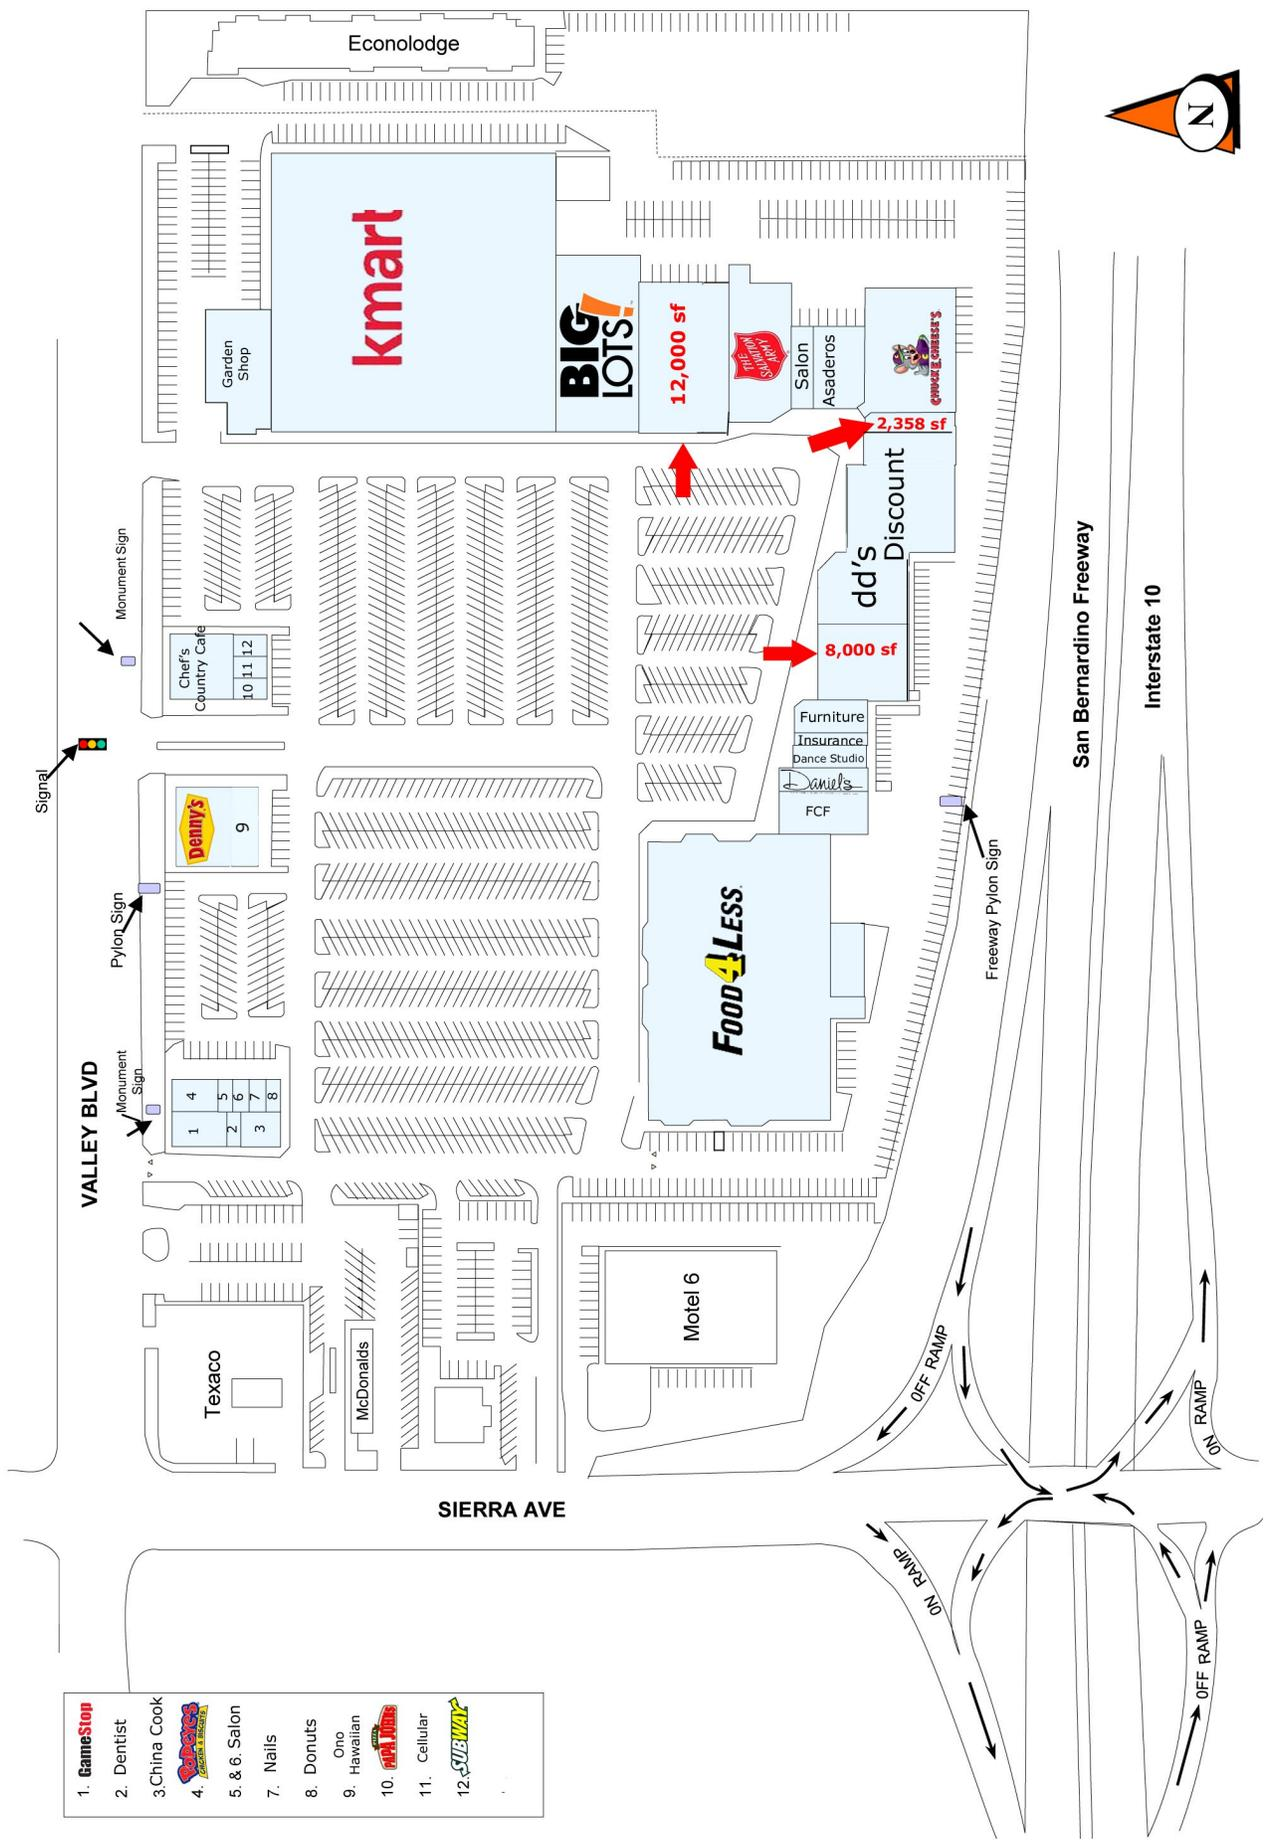 Econolodge
N
kmart
Garden
Shop
BIG
LOTS!
12,000 sf
THE
SALVATION
ARMY
Salon
Asaderos
CHUCK E. CHEESE'S
2,358 sf
dd's
Discount
8,000 sf
Furniture
Insurance
Dance Studio
Daniel's
FCF
FOOD 4 LESS
Monument Sign
Chef's
Country Cafe
10 11 12
Signal
Denny's
9
Pylon Sign
Monument
Sign
VALLEY BLVD
1
2
3
4
5
6
7
8
Freeway Pylon Sign
San Bernardino Freeway
Interstate 10
Texaco
McDonalds
Motel 6
SIERRA AVE
0FF RAMP
0N RAMP
0N RAMP
0FF RAMP
1. GameStop
2. Dentist
3.China Cook
4. POPEYES
CHICKEN & BISCUITS
5. & 6. Salon
7. Nails
8. Donuts
9. Ono
Hawaiian
10. PAPA JOHNS
11. Cellular
12. SUBWAY